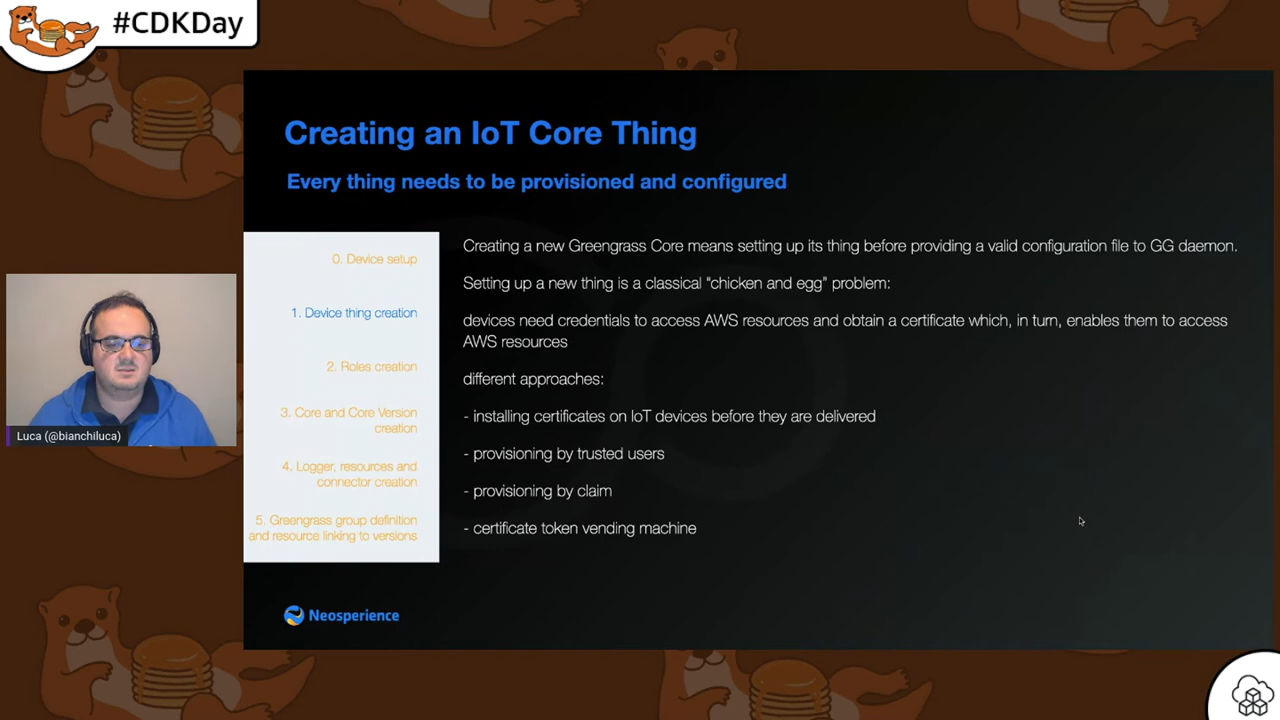 #CDKDay
Creating an IoT Core Thing
Every thing needs to be provisioned and configured
0. Device setup
1. Device thing creation
2. Roles creation
3. Core and Core Version
creation
4. Logger, resources and
connector creation
5. Greengrass group definition
and resource linking to versions
Creating a new Greengrass Core means setting up its thing before providing a valid configuration file to GG daemon.
Setting up a new thing is a classical "chicken and egg" problem:
devices need credentials to access AWS resources and obtain a certificate which, in turn, enables them to access
AWS resources
different approaches:
- installing certificates on IoT devices before they are delivered
- provisioning by trusted users
- provisioning by claim
- certificate token vending machine
Luca (@bianchiluca)
Neosperience